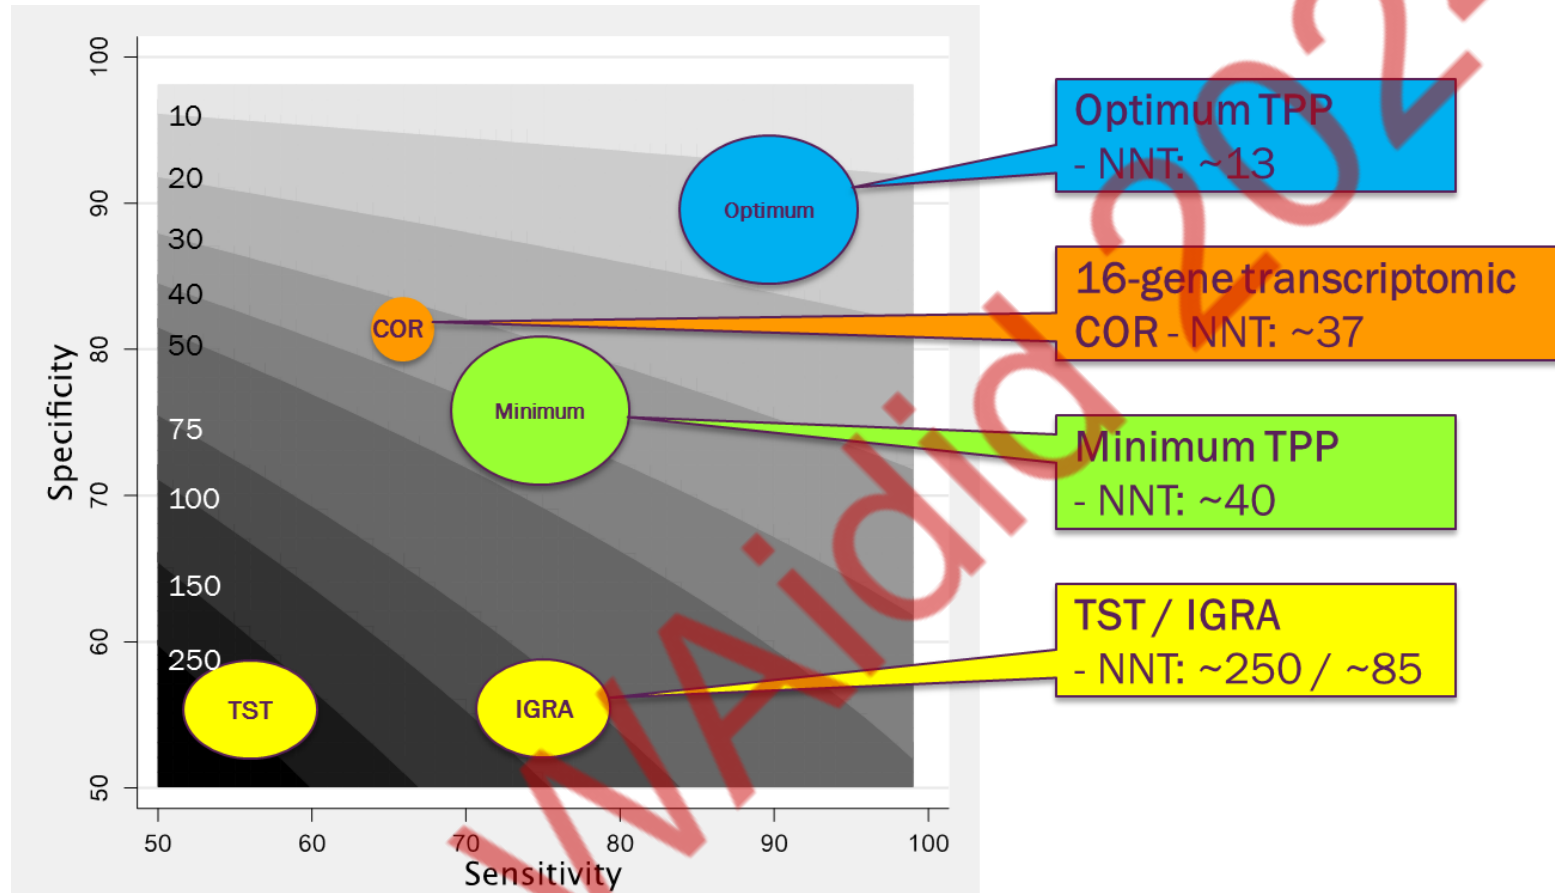 100
90
80
70
60
50
Specificity
10
20
30
40
50
75
100
150
250
Optimum
COR
Minimum
TST
IGRA
50 60 70 80 90 100
Sensitivity
Optimum TPP
- NNT: ~13
16-gene transcriptomic
COR - NNT: ~37
Minimum TPP
- NNT: ~40
TST / IGRA
- NNT: ~250 / ~85